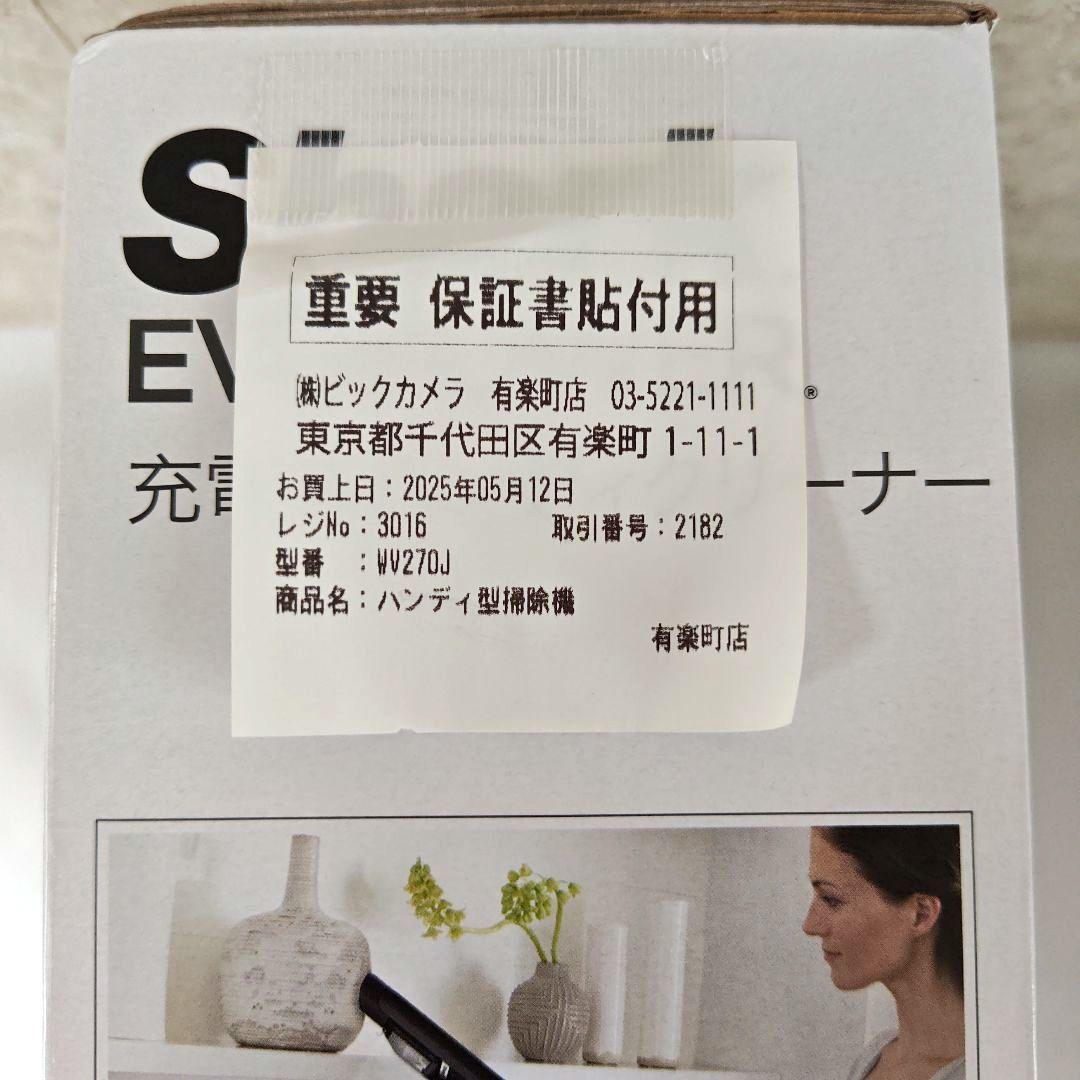 重要 保証書貼付用
㈱ビックカメラ 有楽町店 03-5221-1111
東京都千代田区有楽町 1-11-1
お買上日：2025年05月12日
レジNo：3016 取引番号：2182
型番 ：WV270J
商品名：ハンディ型掃除機
有楽町店
S
EV ®
充電 ーナー